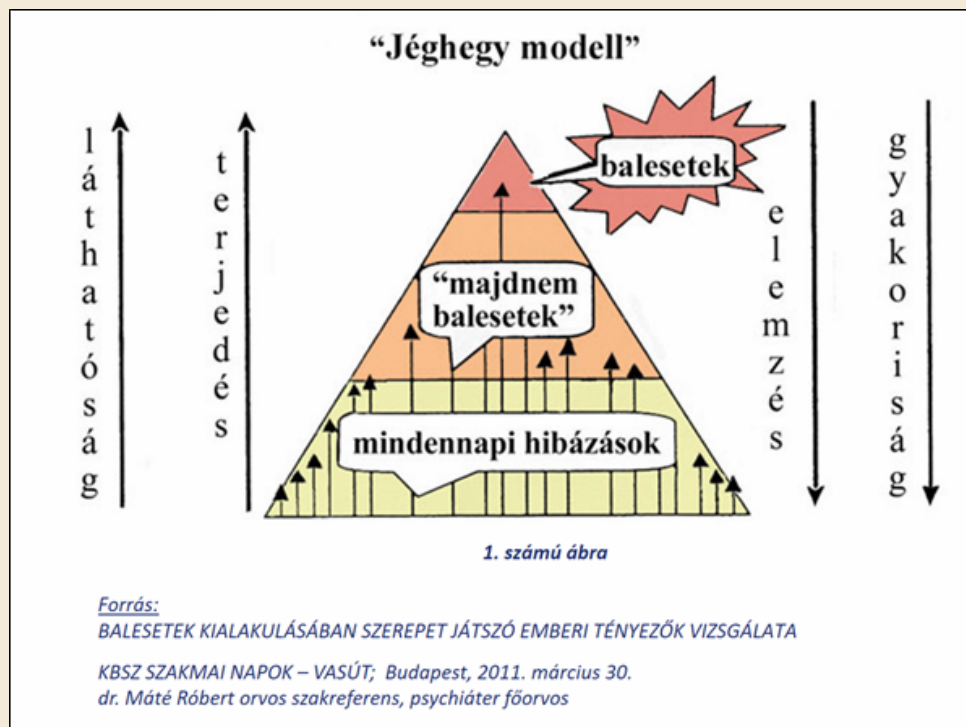 “Jéghegy modell”
láthatóság
terjedés
balesetek
“majdnem
balesetek”
mindennapi hibázások
elemzés
gyakoriság
1. számú ábra
Forrás:
BALESETEK KIALAKULÁSÁBAN SZEREPET JÁTSZÓ EMBERI TÉNYEZŐK VIZSGÁLATA
KBSZ SZAKMAI NAPOK – VASÚT; Budapest, 2011. március 30.
dr. Máté Róbert orvos szakreferens, psychiáter főorvos